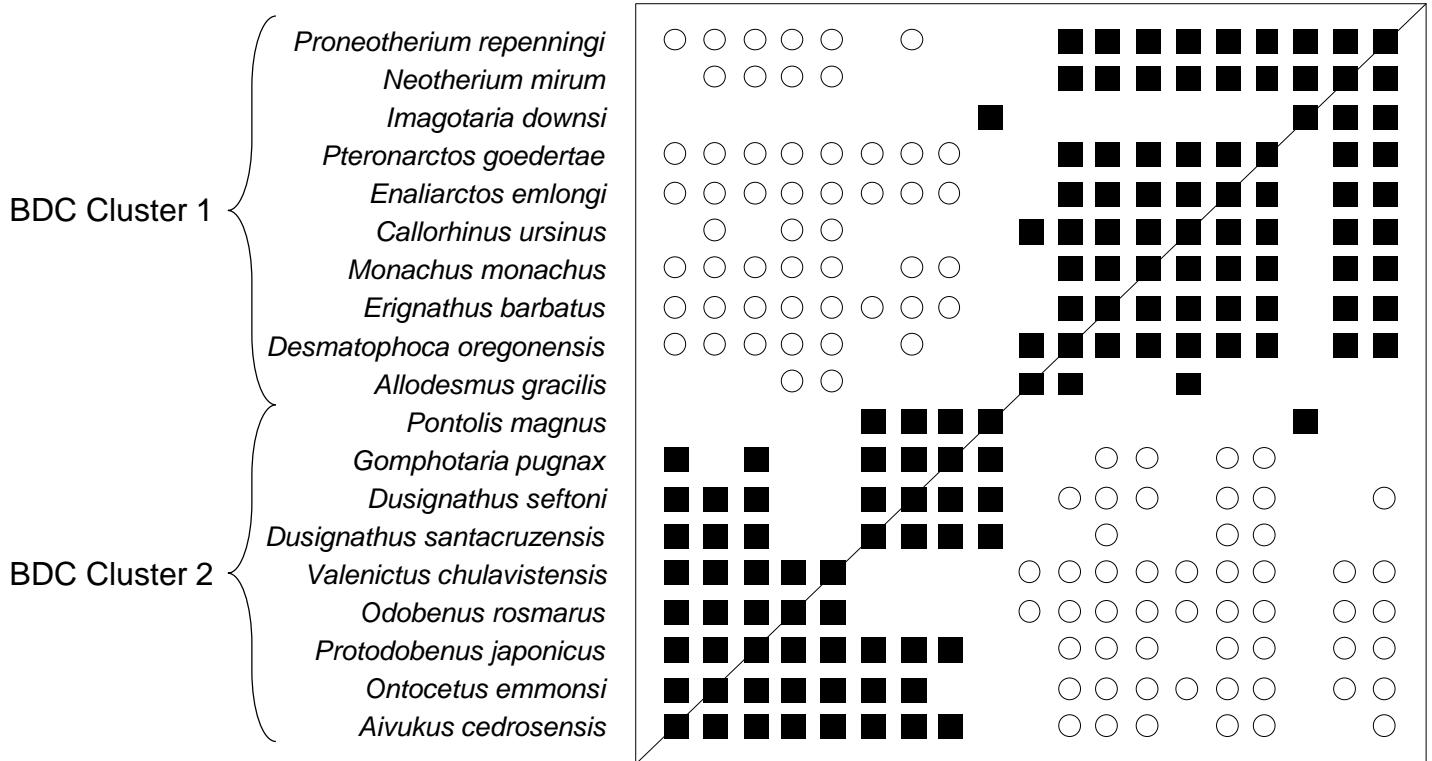 Proneotherium repenningi
Neotherium mirum
Imagotaria downsi
Pteronarctos goedertae
Enaliarctos emlongi
BDC Cluster 1
Callorhinus ursinus
Monachus monachus
Erignathus barbatus
Desmatophoca oregonensis
Allodesmus gracilis
Pontolis magnus
Gomphotaria pugnax
Dusignathus seftoni
Dusignathus santacruzensis
BDC Cluster 2
Valenictus chulavistensis
Odobenus rosmarus
Protodobenus japonicus
Ontocetus emmonsi
Aivukus cedrosensis